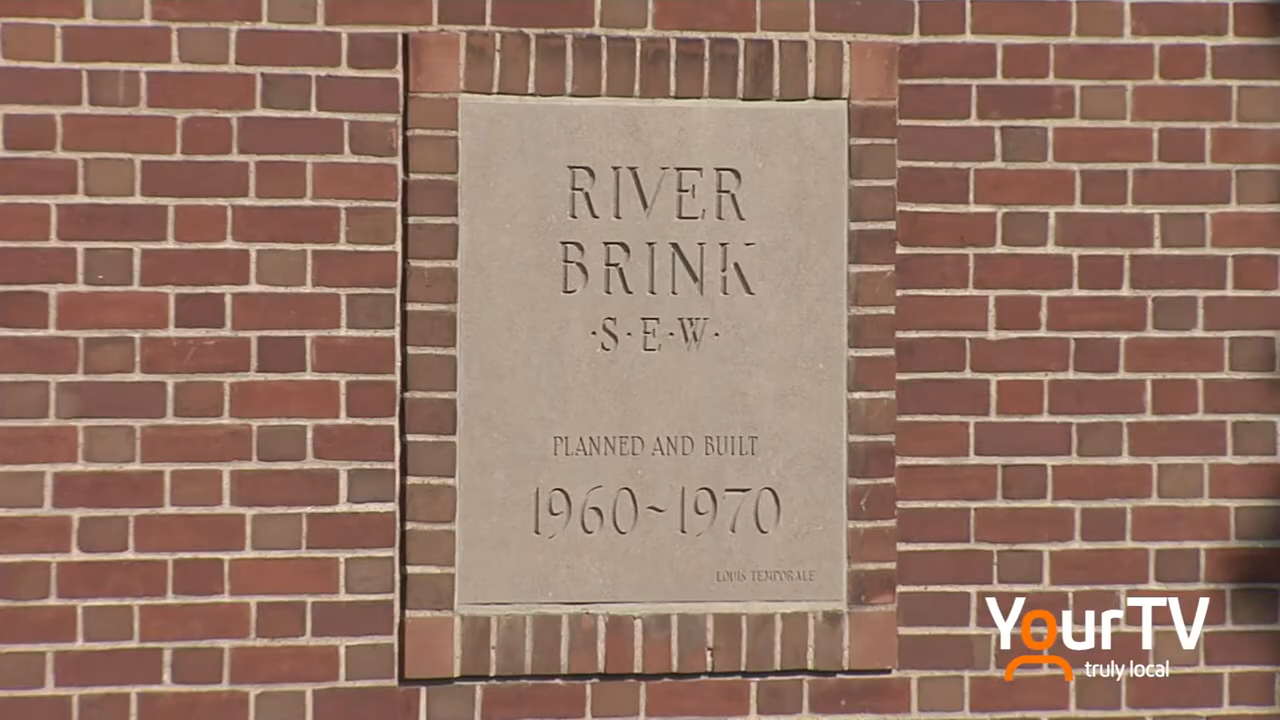 RIVER
BRINK
·S·E·W·
PLANNED AND BUILT
1960~1970
LOUIS TEMPORALE
YourTV
truly local